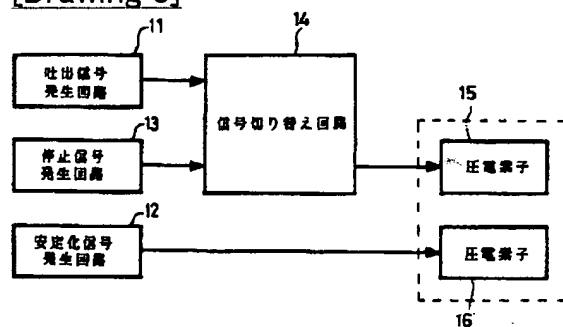 11
吐出信号
発生回路
13
停止信号
発生回路
12
安定化信号
発生回路
14
信号切り替え回路
15
圧電素子
圧電素子
16